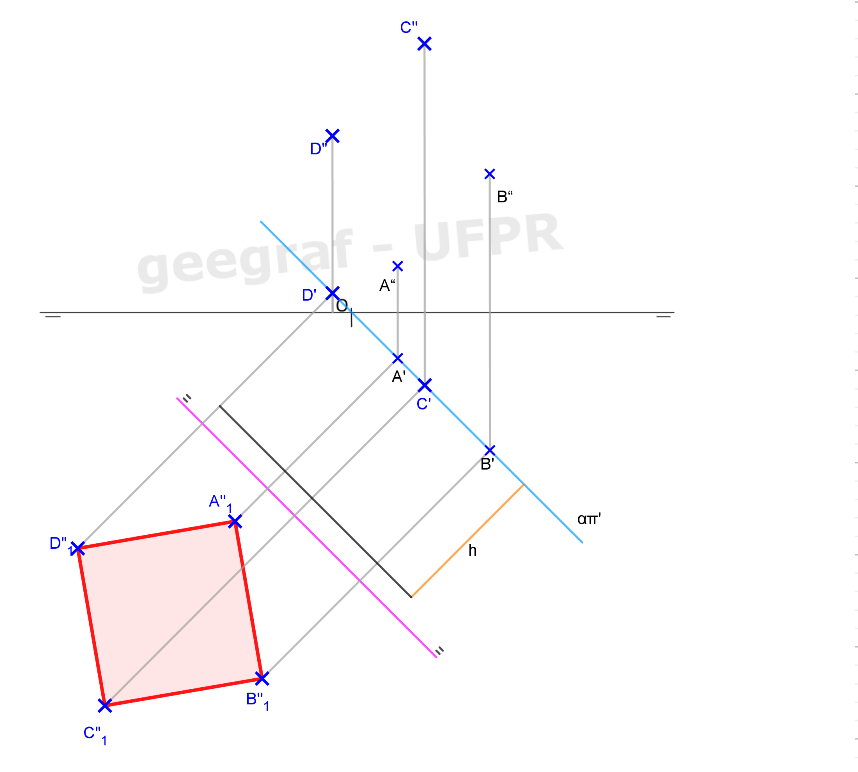 C"
D"
B“
geegraf - UFPR
A“
D'
O
A'
C'
B'
απ'
A"₁
D"₁
h
B"₁
C"₁